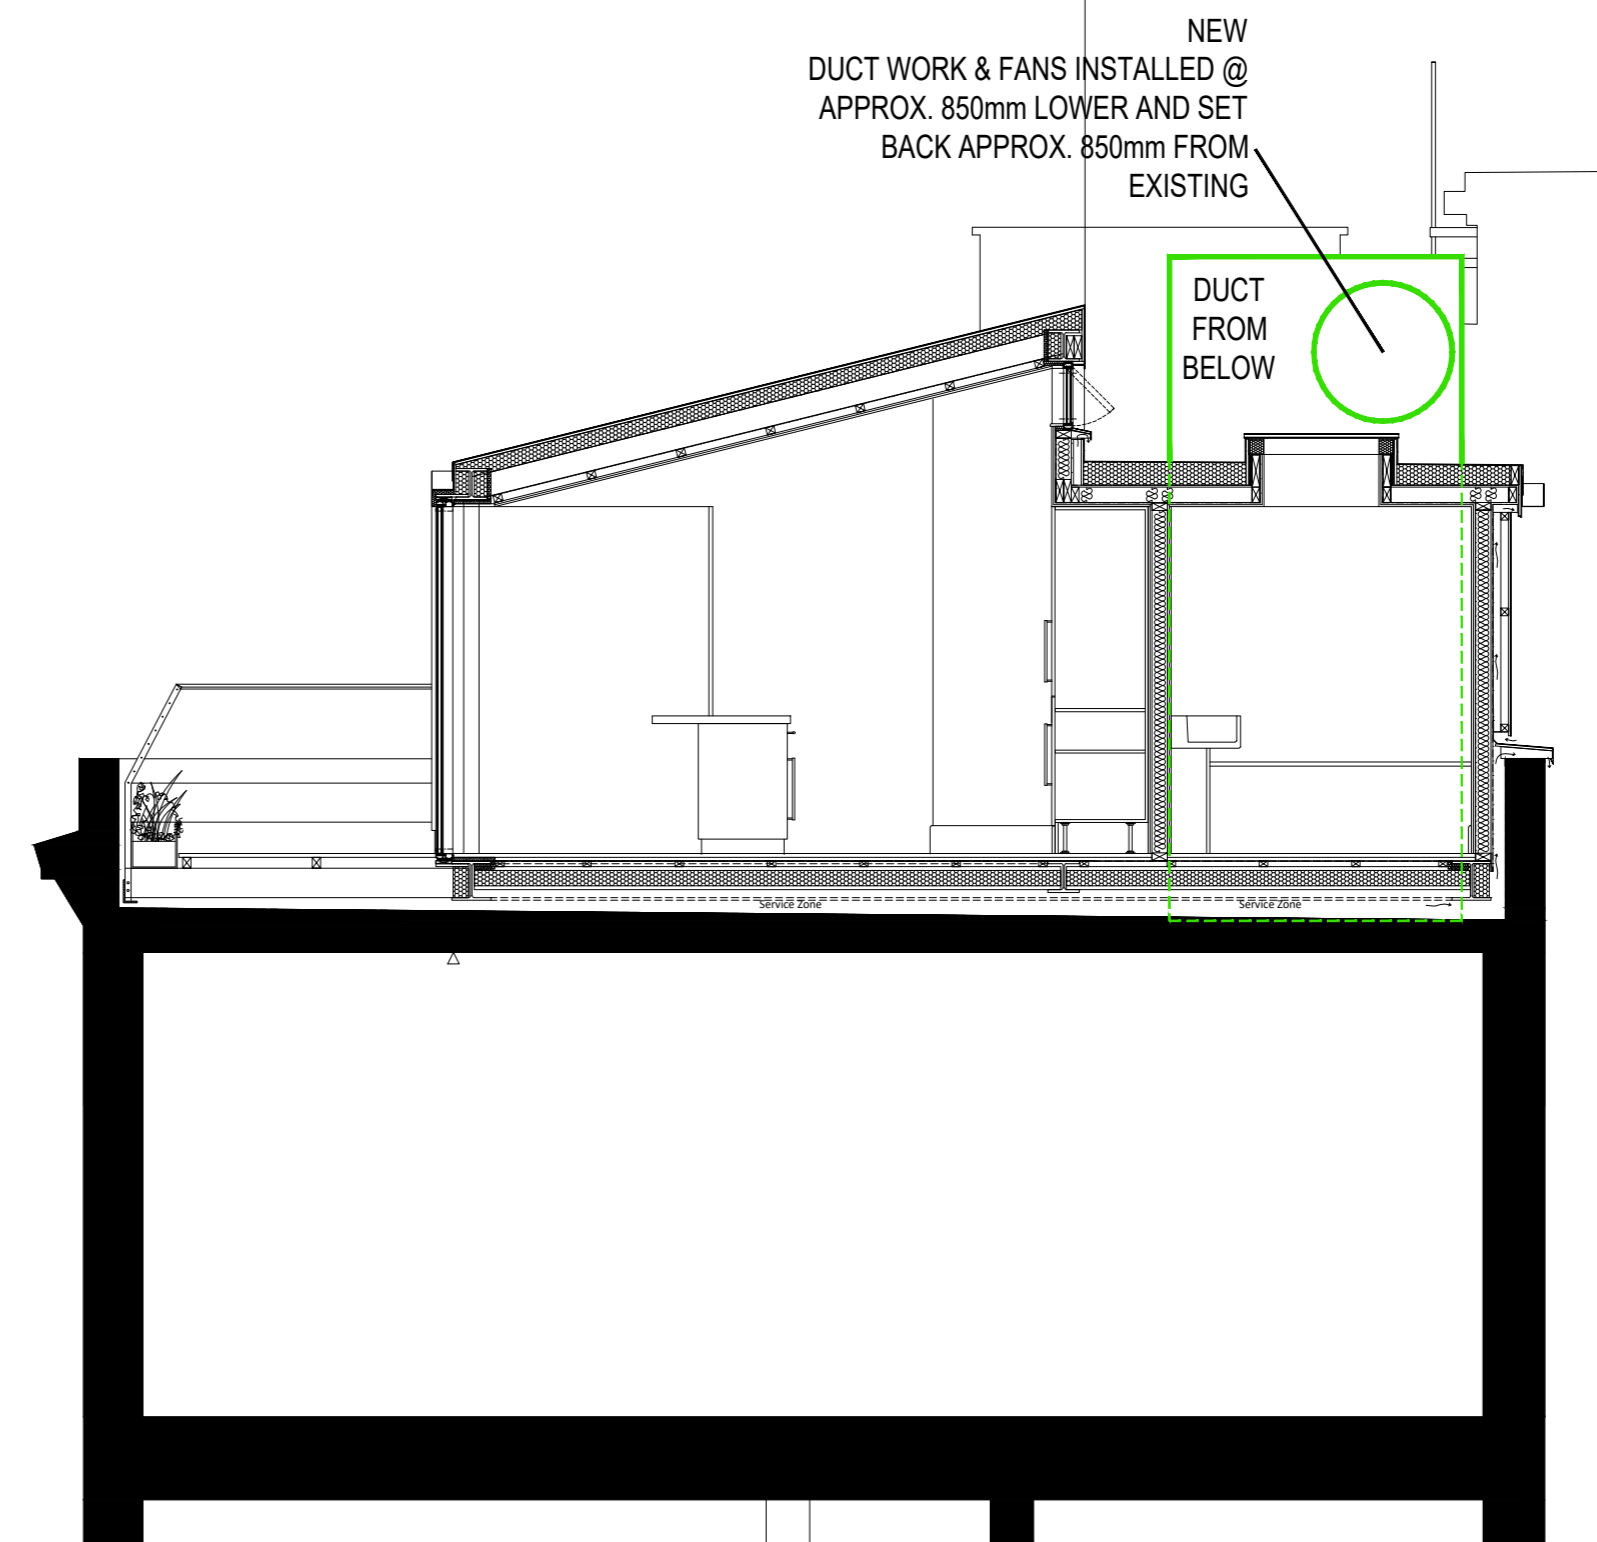 NEW
DUCT WORK & FANS INSTALLED @
APPROX. 850mm LOWER AND SET
BACK APPROX. 850mm FROM
EXISTING
DUCT
FROM
BELOW
Service Zone
Service Zone